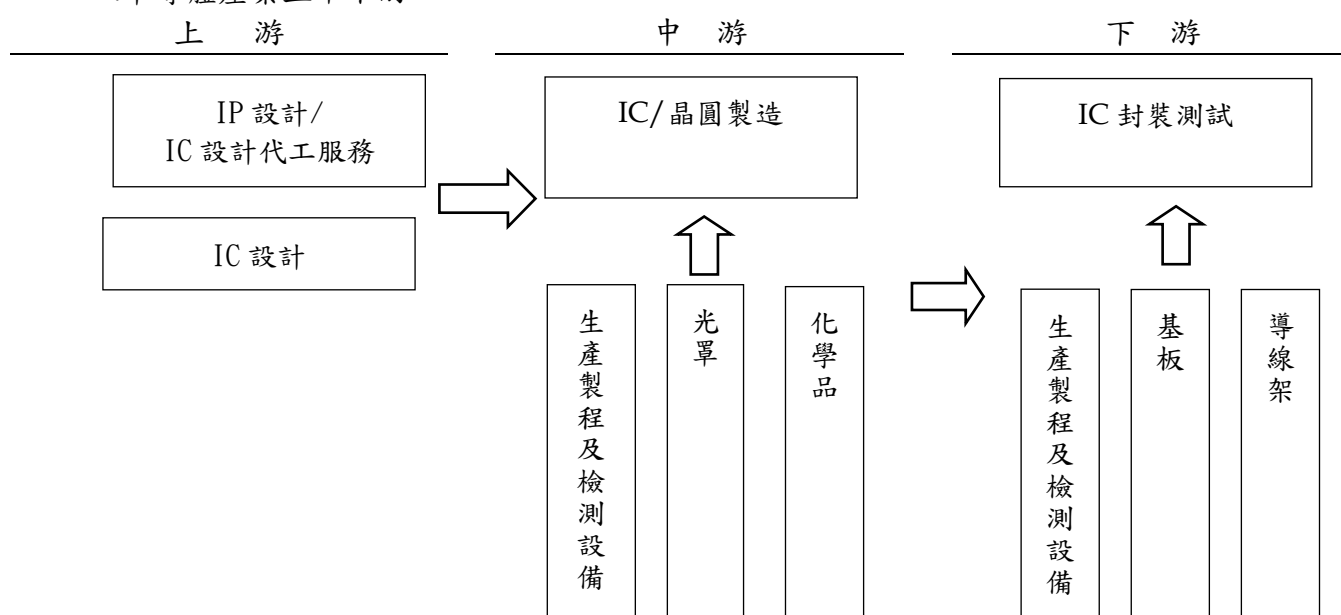 上 游
中 游
下 游
IP 設計/
IC 設計代工服務
IC 設計
IC/晶圓製造
IC 封裝測試
生產製程及檢測設備
光罩
化學品
生產製程及檢測設備
基板
導線架